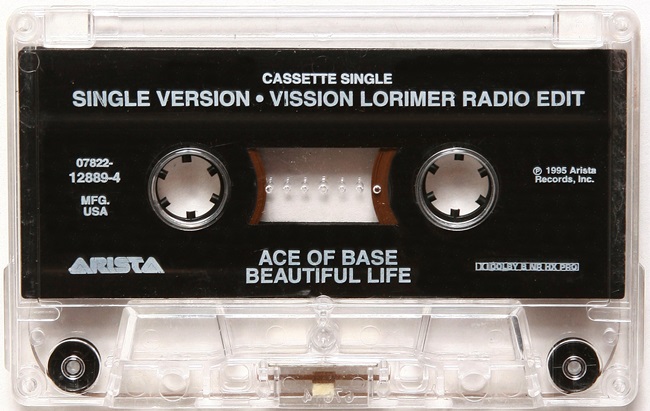 CASSETTE SINGLE
SINGLE VERSION • VISSION LORIMER RADIO EDIT
07822-
12889-4
MFG.
USA
℗ 1995 Arista
Records, Inc.
ARISTA
ACE OF BASE
BEAUTIFUL LIFE
DOLBY B NR HX PRO